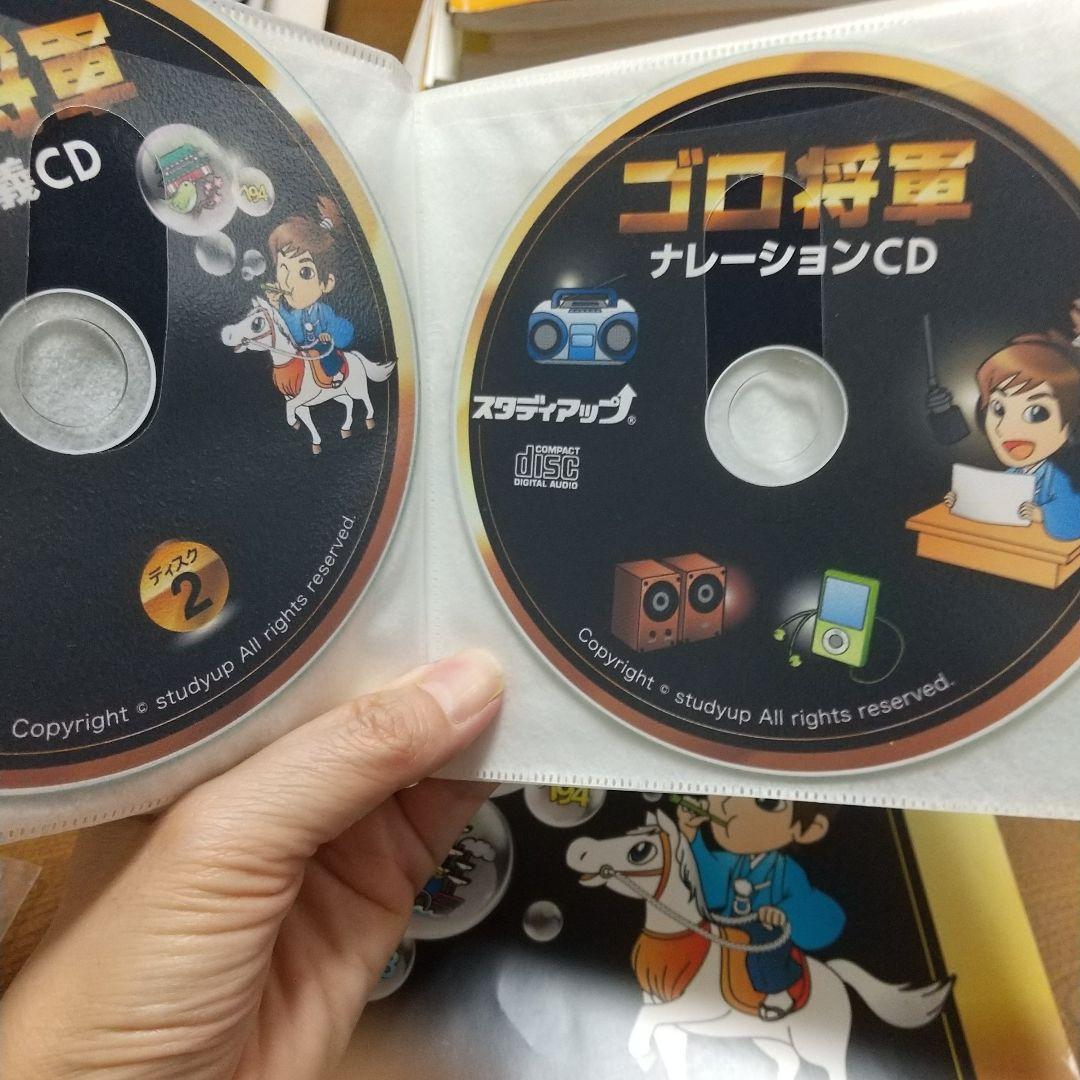 将軍
義CD
194
ディスク
2
Copyright © studyup All rights reserved.
ゴロ将軍
ナレーションCD
スタディアップ®
COMPACT
disc
DIGITAL AUDIO
Copyright © studyup All rights reserved.
194